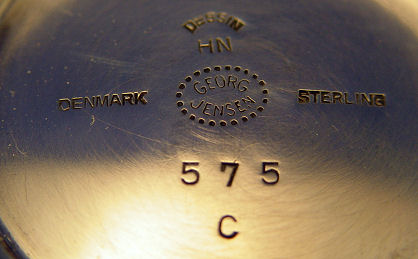 DESSIN
HN
DENMARK
GEORG
JENSEN
STERLING
575
C